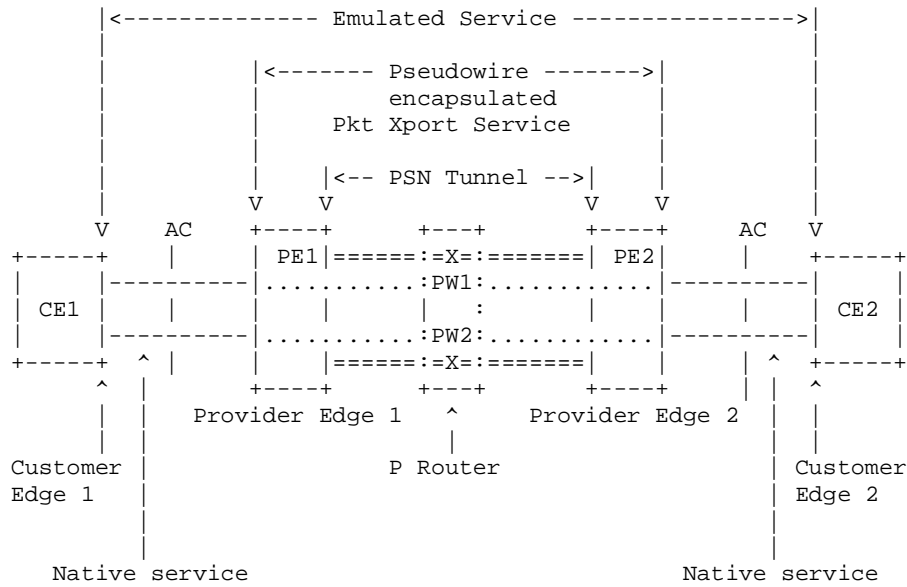 |<-------------- Emulated Service ---------------->|
|<------- Pseudowire ------->|
encapsulated
Pkt Xport Service
|<-- PSN Tunnel -->|
V V V V
V AC +----+ +---+ +----+ AC V
+-----+ | | PE1|======:=X=:=======| PE2| | +-----+
| |----------|...........:PW1:............|----------| |
| CE1 | | | | | : | | | | CE2 |
| |----------|...........:PW2:............|----------| |
+-----+ ^ | | |======:=X=:=======| | | ^ +-----+
^ | +----+ +---+ +----+ | | ^
| | Provider Edge 1 ^ Provider Edge 2 | |
| | | | |
Customer | P Router | Customer
Edge 1 | | Edge 2
Native service Native service